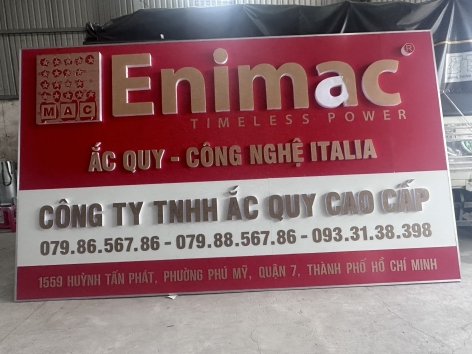 MAC
Enimac®
TIMELESS POWER
ẮC QUY - CÔNG NGHỆ ITALIA
CÔNG TY TNHH ẮC QUY CAO CẤP
079.86.567.86 - 079.88.567.86 - 093.31.38.398
1559 HUỲNH TẤN PHÁT, PHƯỜNG PHÚ MỸ, QUẬN 7, THÀNH PHỐ HỒ CHÍ MINH